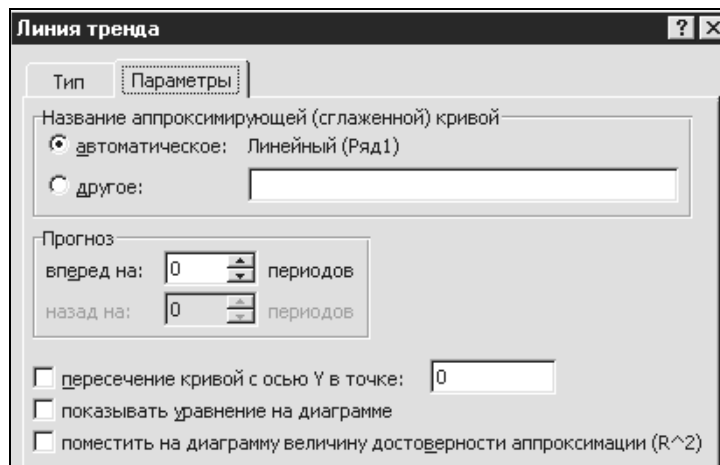 Линия тренда
Тип Параметры
Название аппроксимирующей (сглаженной) кривой
автоматическое: Линейный (Ряд1)
другое:
Прогноз
вперед на: 0 периодов
назад на: 0 периодов
пересечение кривой с осью Y в точке: 0
показывать уравнение на диаграмме
поместить на диаграмму величину достоверности аппроксимации (R^2)